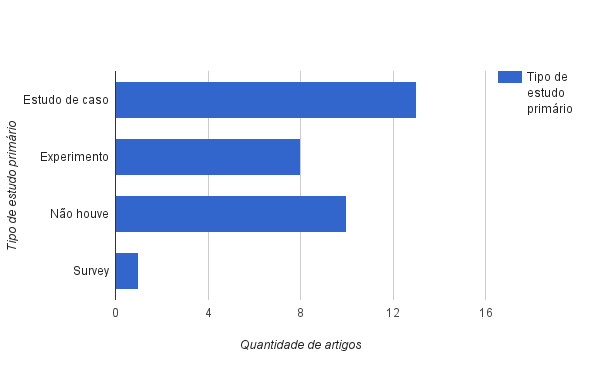 Tipo de
estudo
primário
Tipo de estudo primário
Estudo de caso
Experimento
Não houve
Survey
0 4 8 12 16
Quantidade de artigos